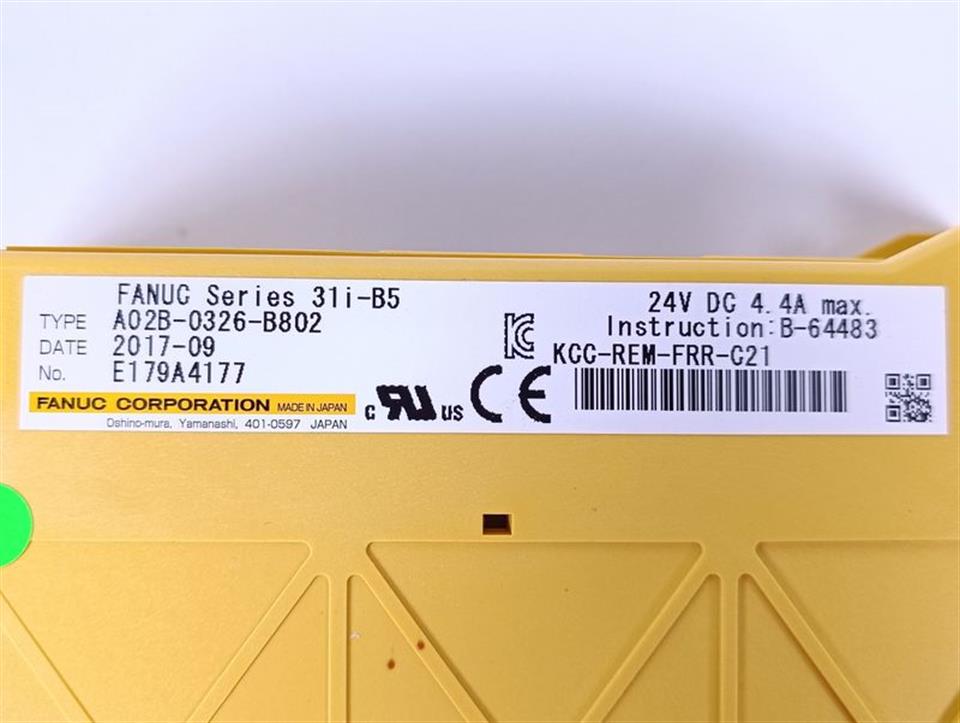 FANUC Series 31i-B5
TYPE A02B-0326-B802
DATE 2017-09
No. E179A4177
FANUC CORPORATION MADE IN JAPAN
Oshino-mura, Yamanashi, 401-0597 JAPAN
24V DC 4.4A max.
Instruction:B-64483
KCC-REM-FRR-C21
c RU us CE